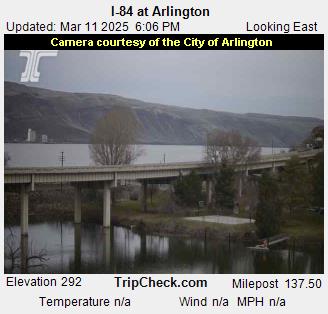 I-84 at Arlington
Updated: Mar 11 2025 6:06 PM Looking East
Camera courtesy of the City of Arlington
Elevation 292 TripCheck.com Milepost 137.50
Temperature n/a Wind n/a MPH n/a